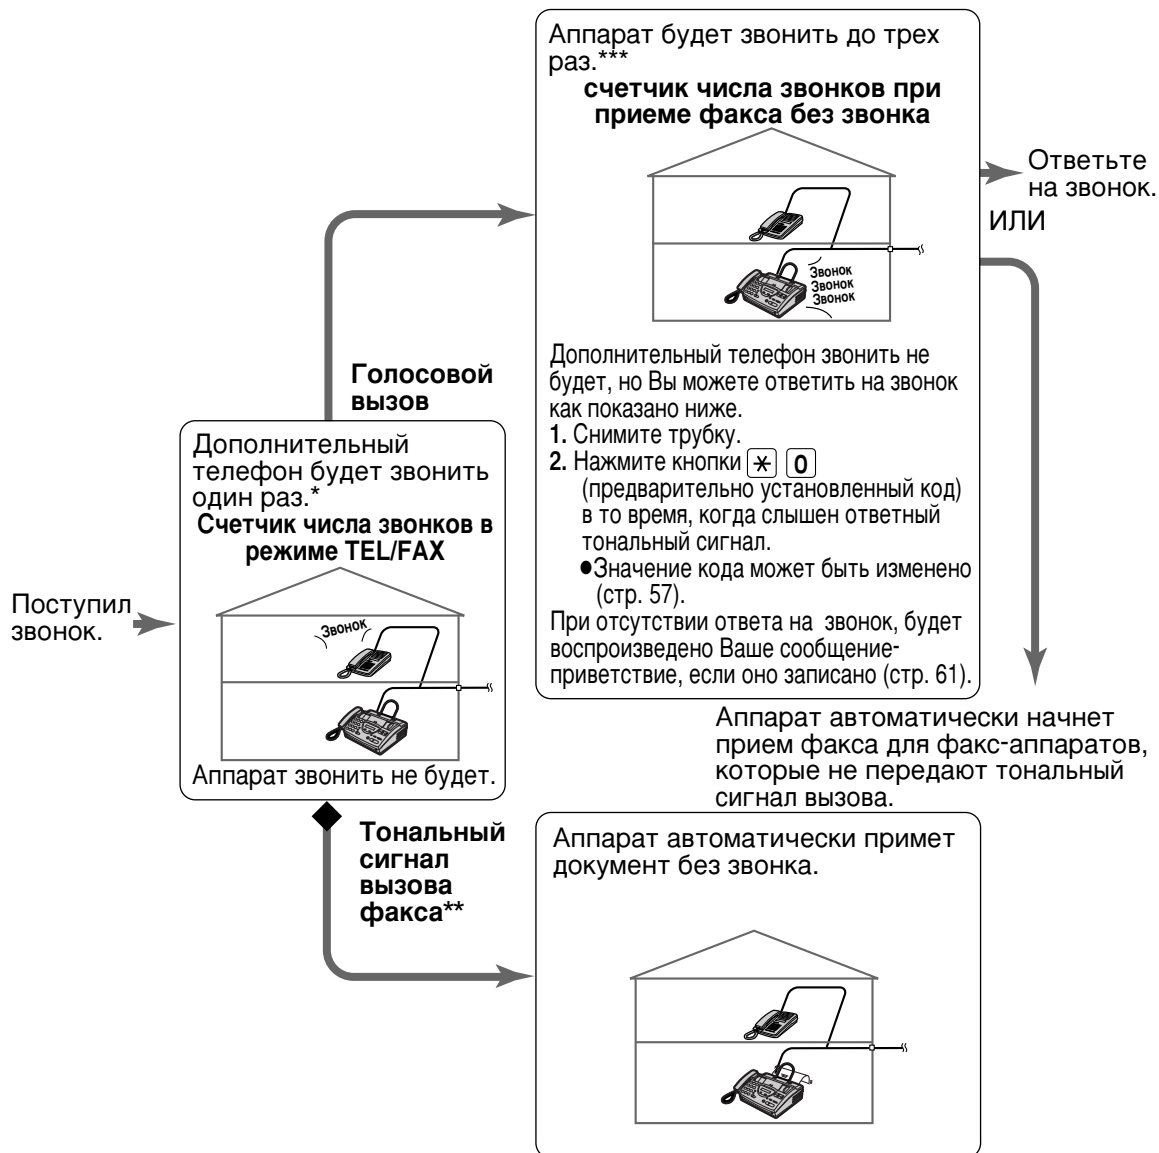 Поступил
звонок.
Дополнительный
телефон будет звонить
один раз.*
Счетчик числа звонков в
режиме TEL/FAX
Звонок
Аппарат звонить не будет.
Голосовой
вызов
Аппарат будет звонить до трех
раз.***
счетчик числа звонков при
приеме факса без звонка
Звонок
Звонок
Звонок
Дополнительный телефон звонить не
будет, но Вы можете ответить на звонок
как показано ниже.
1. Снимите трубку.
2. Нажмите кнопки * 0
(предварительно установленный код)
в то время, когда слышен ответный
тональный сигнал.
●Значение кода может быть изменено
(стр. 57).
При отсутствии ответа на звонок, будет
воспроизведено Ваше сообщение-
приветствие, если оно записано (стр. 61).
Ответьте
на звонок.
ИЛИ
Аппарат автоматически начнет
прием факса для факс-аппаратов,
которые не передают тональный
сигнал вызова.
Тональный
сигнал
вызова
факса**
Аппарат автоматически примет
документ без звонка.